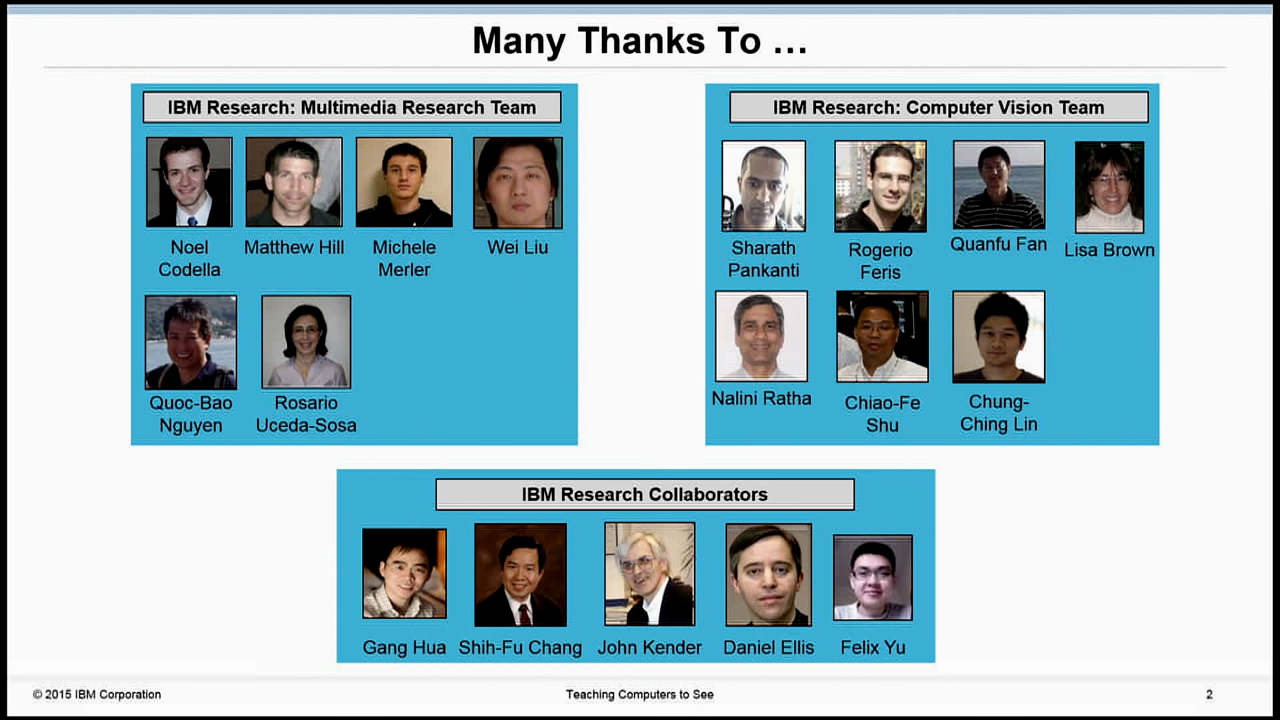 Many Thanks To …
IBM Research: Multimedia Research Team
Noel
Codella
Matthew Hill
Michele
Merler
Wei Liu
Quoc-Bao
Nguyen
Rosario
Uceda-Sosa
IBM Research: Computer Vision Team
Sharath
Pankanti
Rogerio
Feris
Quanfu Fan
Lisa Brown
Nalini Ratha
Chiao-Fe
Shu
Chung-
Ching Lin
IBM Research Collaborators
Gang Hua
Shih-Fu Chang
John Kender
Daniel Ellis
Felix Yu
© 2015 IBM Corporation
Teaching Computers to See
2